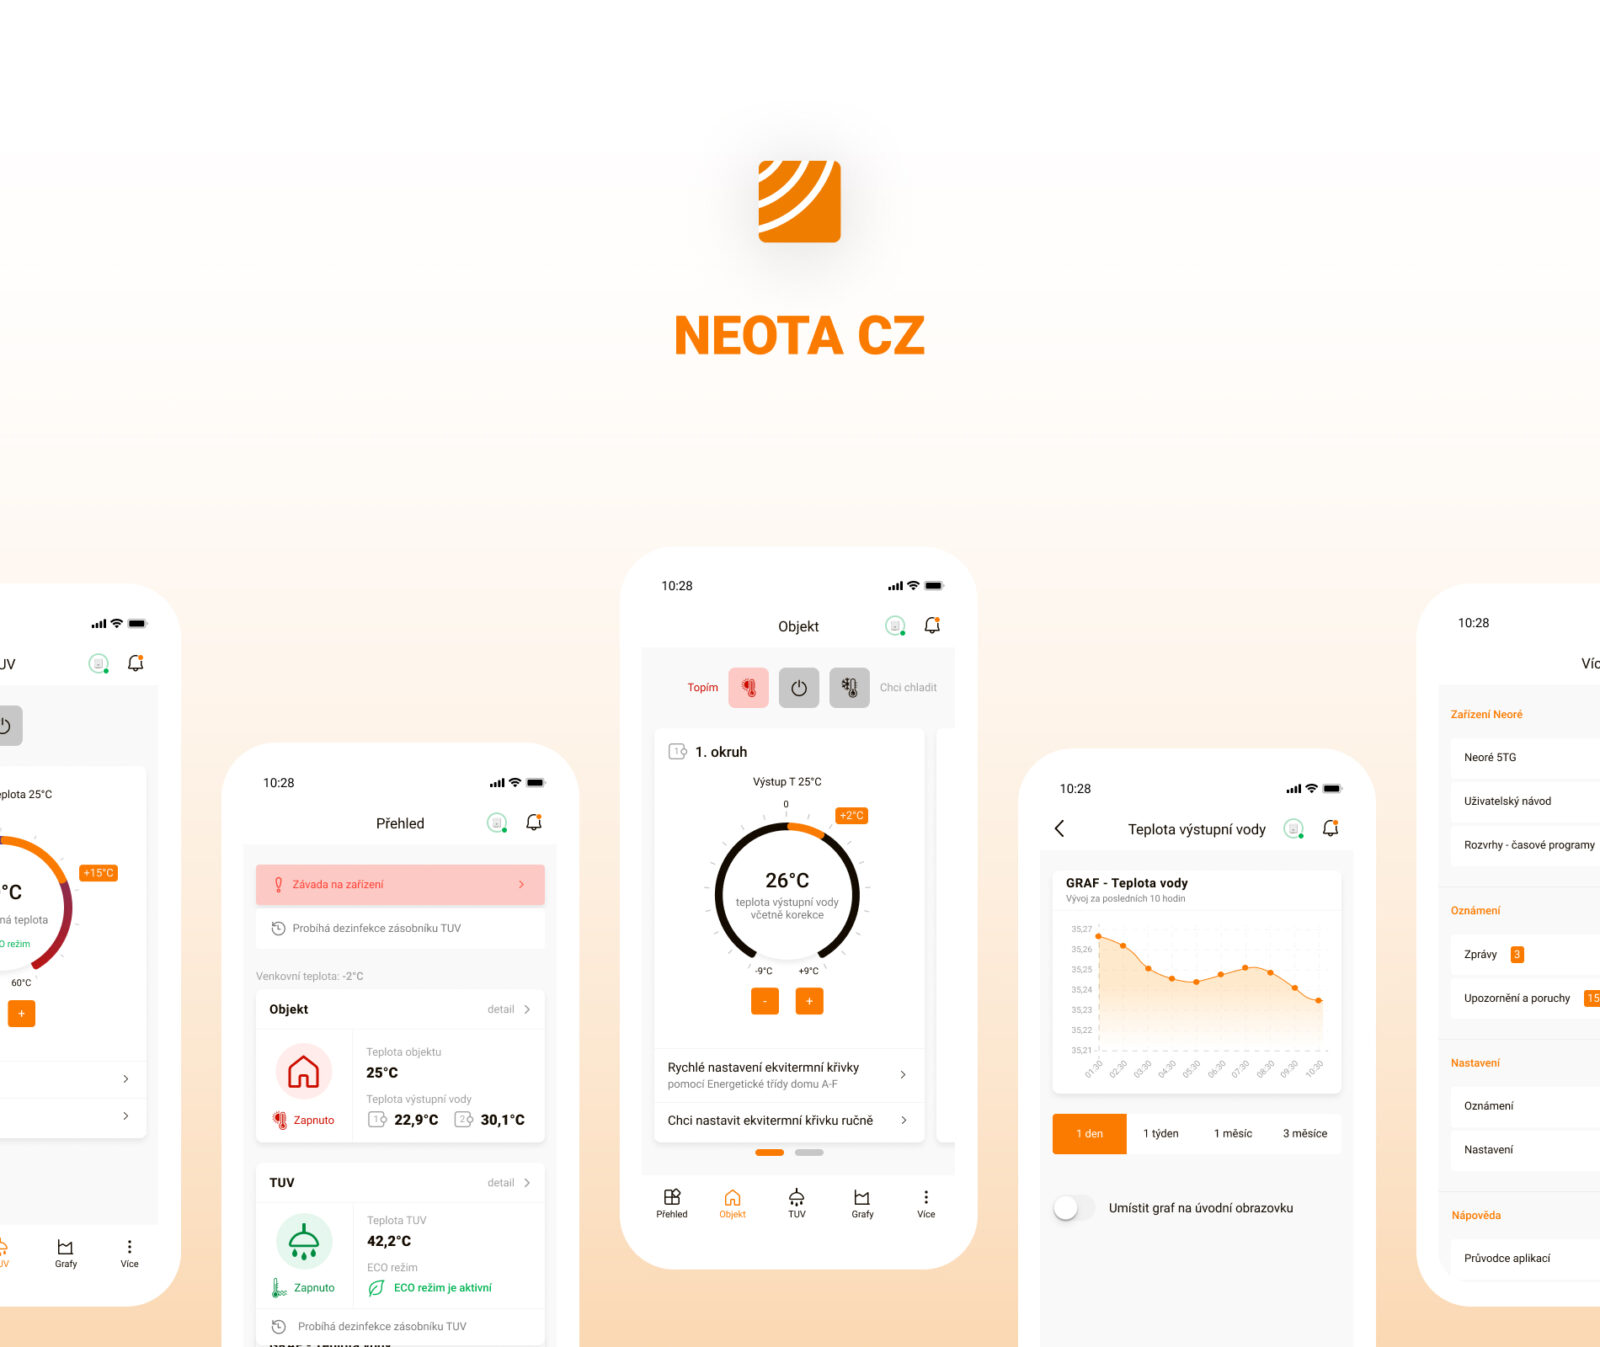 NEOTA CZ
UV
eplota 25°C
+15°C
°C
ná teplota
O režim
60°C
+
UV
Grafy
Více
10:28
Přehled
Závada na zařízení
Probíhá dezinfekce zásobníku TUV
Venkovní teplota: -2°C
Objekt
detail
Teplota objektu
25°C
Teplota výstupní vody
Zapnuto
1
22,9°C
2
30,1°C
TUV
detail
Teplota TUV
42,2°C
ECO režim
Zapnuto
ECO režim je aktivní
Probíhá dezinfekce zásobníku TUV
GRAF - Teplota vody
10:28
Objekt
Topím
Chci chladit
1
1. okruh
Výstup T 25°C
0
+2°C
26°C
teplota výstupní vody
včetně korekce
-9°C
+9°C
-
+
Rychlé nastavení ekvitermní křivky
pomocí Energetické třídy domu A-F
Chci nastavit ekvitermní křivku ručně
Přehled
Objekt
TUV
Grafy
Více
10:28
Teplota výstupní vody
GRAF - Teplota vody
Vývoj za posledních 10 hodin
35,27
35,26
35,25
35,24
35,23
35,22
35,21
01:30
02:30
03:30
04:30
05:30
06:30
07:30
08:30
09:30
10:30
1 den
1 týden
1 měsíc
3 měsíce
Umístit graf na úvodní obrazovku
10:28
Víc
Zařízení Neoré
Neoré 5TG
Uživatelský návod
Rozvrhy - časové programy
Oznámení
Zprávy
3
Upozornění a poruchy
15
Nastavení
Oznámení
Nastavení
Nápověda
Průvodce aplikací